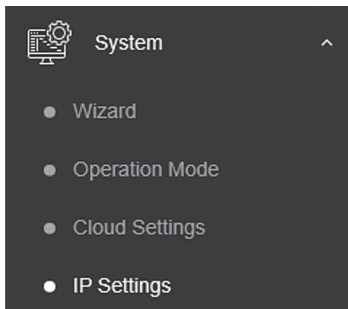 System
Wizard
Operation Mode
Cloud Settings
IP Settings